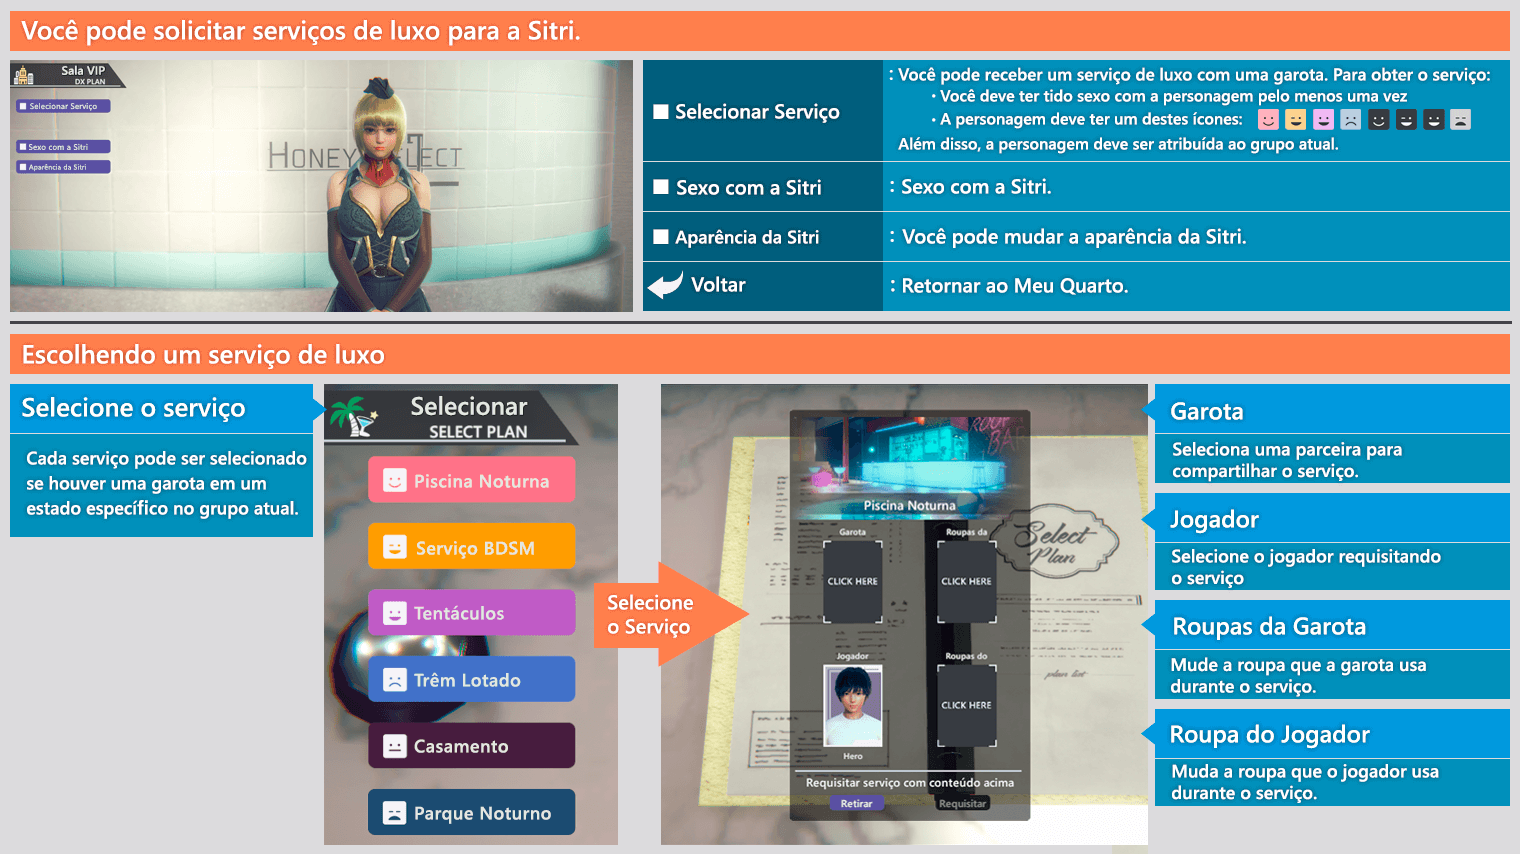 Você pode solicitar serviços de luxo para a Sitri.
Sala VIP
DX PLAN
Selecionar Serviço
Sexo com a Sitri
Aparência da Sitri
HONEY SELECT
Selecionar Serviço
: Você pode receber um serviço de luxo com uma garota. Para obter o serviço:
• Você deve ter tido sexo com a personagem pelo menos uma vez
• A personagem deve ter um destes ícones:
Além disso, a personagem deve ser atribuída ao grupo atual.
Sexo com a Sitri
: Sexo com a Sitri.
Aparência da Sitri
: Você pode mudar a aparência da Sitri.
Voltar
: Retornar ao Meu Quarto.
Escolhendo um serviço de luxo
Selecione o serviço
Cada serviço pode ser selecionado
se houver uma garota em um
estado específico no grupo atual.
Selecionar
SELECT PLAN
Piscina Noturna
Serviço BDSM
Tentáculos
Trêm Lotado
Casamento
Parque Noturno
Selecione
o Serviço
Piscina Noturna
Garota
Roupas da
CLICK HERE
CLICK HERE
Jogador
Roupas do
CLICK HERE
Hero
Requisitar serviço com conteúdo acima
Retirar
Requisitar
Select
Plan
Garota
Seleciona uma parceira para
compartilhar o serviço.
Jogador
Selecione o jogador requisitando
o serviço
Roupas da Garota
Mude a roupa que a garota usa
durante o serviço.
Roupa do Jogador
Muda a roupa que o jogador usa
durante o serviço.